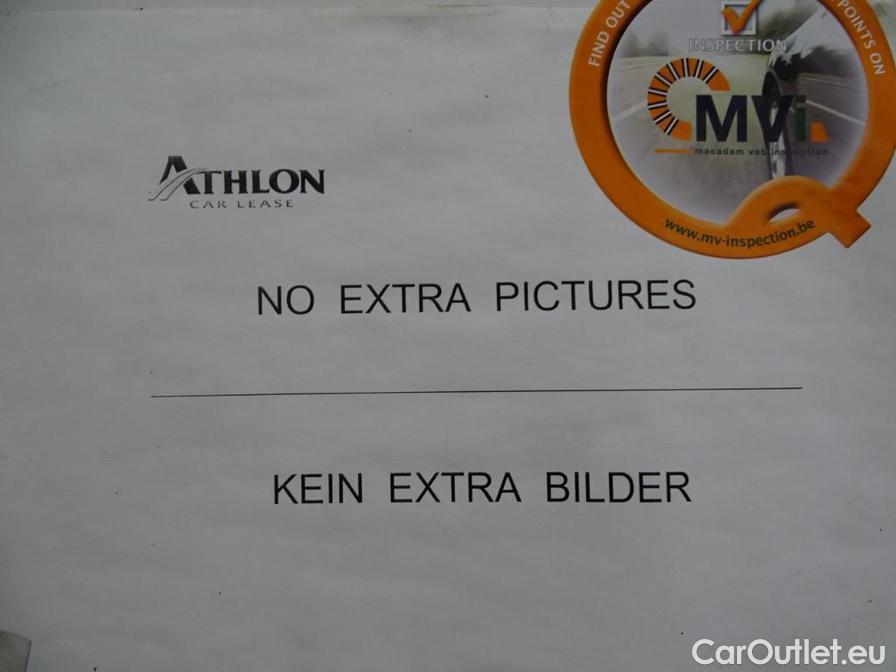 FIND OUT
POINTS ON
INSPECTION
MVi.
macadam vab inspection
www.mv-inspection.be
ATHLON
CAR LEASE
NO EXTRA PICTURES
KEIN EXTRA BILDER
CarOutlet.eu